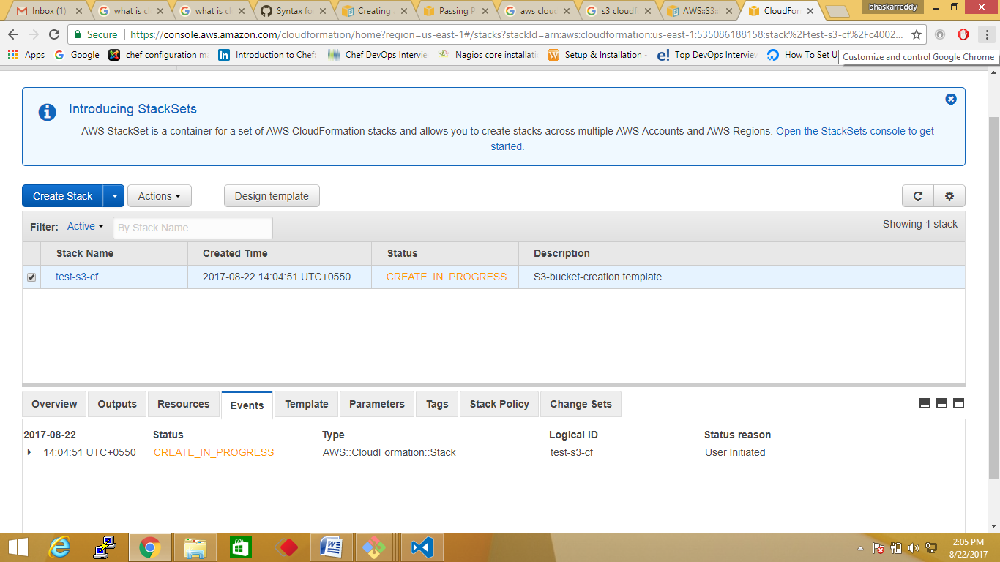 Inbox (1)
what is cl
what is cl
Syntax fo
Creating
Passing P
aws cloud
s3 cloudf
AWS::S3::
CloudForm
bhaskarreddy
Secure
https://console.aws.amazon.com/cloudformation/home?region=us-east-1#/stacks?stackId=arn:aws:cloudformation:us-east-1:535086188158:stack%2Ftest-s3-cf%2Fc4002...
Apps
Google
chef configuration ma
Introduction to Chef:
Chef DevOps Intervie
Nagios core installati
Setup & Installation -
Top DevOps Interview
How To Set U
Customize and control Google Chrome
Introducing StackSets
AWS StackSet is a container for a set of AWS CloudFormation stacks and allows you to create stacks across multiple AWS Accounts and AWS Regions. Open the StackSets console to get
started.
Create Stack
Actions
Design template
Filter: Active
By Stack Name
Showing 1 stack
Stack Name Created Time Status Description
test-s3-cf 2017-08-22 14:04:51 UTC+0550 CREATE_IN_PROGRESS S3-bucket-creation template
Overview Outputs Resources Events Template Parameters Tags Stack Policy Change Sets
2017-08-22 Status Type Logical ID Status reason
14:04:51 UTC+0550 CREATE_IN_PROGRESS AWS::CloudFormation::Stack test-s3-cf User Initiated
2:05 PM
8/22/2017